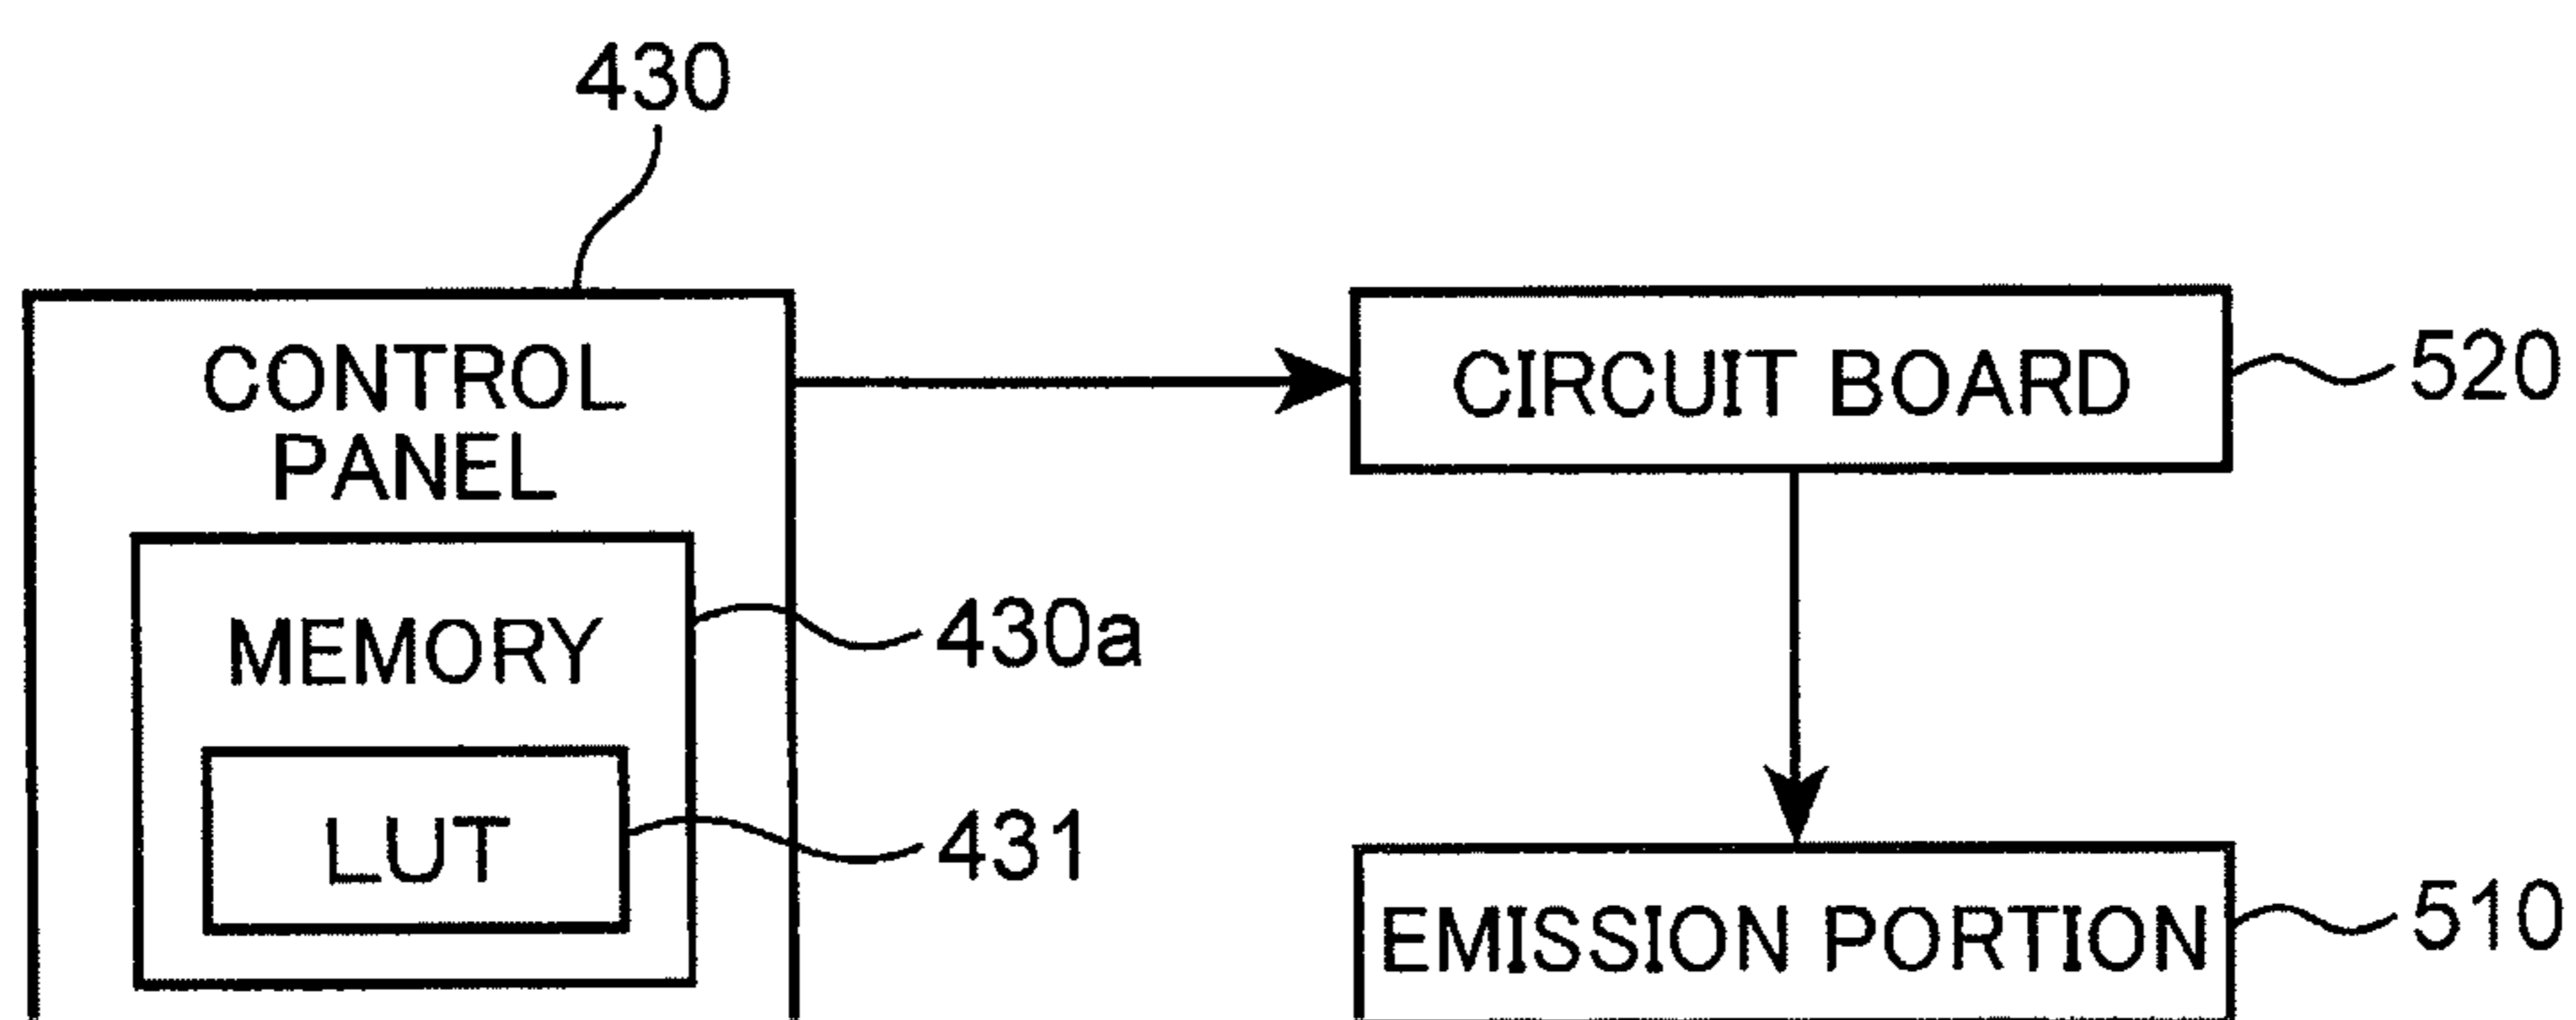 430
CONTROL
PANEL
CIRCUIT BOARD
520
MEMORY
430a
LUT
431
EMISSION PORTION
510